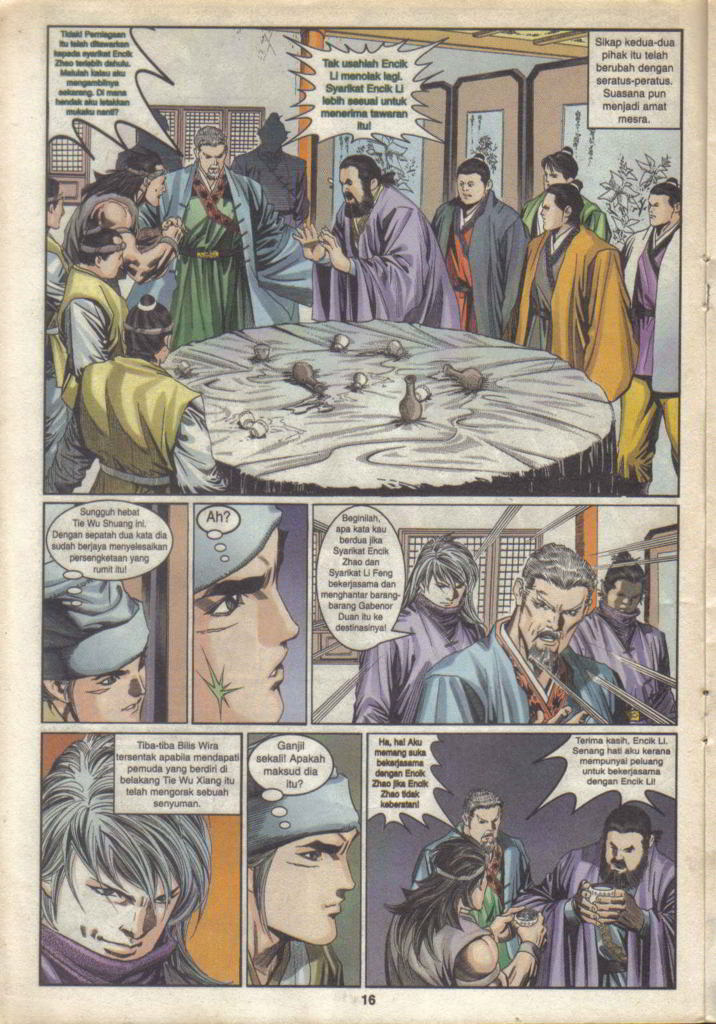 Tidak! Perniagaan
itu telah ditawarkan
kepada syarikat Encik
Zhao terlebih dahulu.
Malulah kalau aku
mengambilnya
sekarang. Di mana
hendak aku letakkan
mukaku nanti?
Tak usahlah Encik
Li menolak lagi.
Syarikat Encik Li
lebih sesuai untuk
menerima tawaran
itu!
Sikap kedua-dua
pihak itu telah
berubah dengan
seratus-peratus.
Suasana pun
menjadi amat
mesra.
Sungguh hebat
Tie Wu Shuang ini.
Dengan sepatah dua kata dia
sudah berjaya menyelesaikan
persengketaan yang
rumit itu!
Ah?
Beginilah,
apa kata kau
berdua jika
Syarikat Encik
Zhao dan
Syarikat Li Feng
bekerjasama dan
menghantar barang-
barang Gabenor
Duan itu ke
destinasinya!
Tiba-tiba Bilis Wira
tersentak apabila mendapati
pemuda yang berdiri di
belakang Tie Wu Xiang itu
telah mengorak sebuah
senyuman.
Ganjil
sekali! Apakah
maksud dia
itu?
Ha, ha! Aku
memang suka
bekerjasama
dengan Encik
Zhao jika Encik
Zhao tidak
keberatan!
Terima kasih, Encik Li.
Senang hati aku kerana
mempunyai peluang
untuk bekerjasama
dengan Encik Li!
16